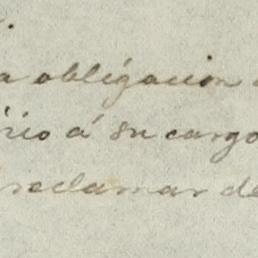 a obligacion
rio á su cargo
reclamar de